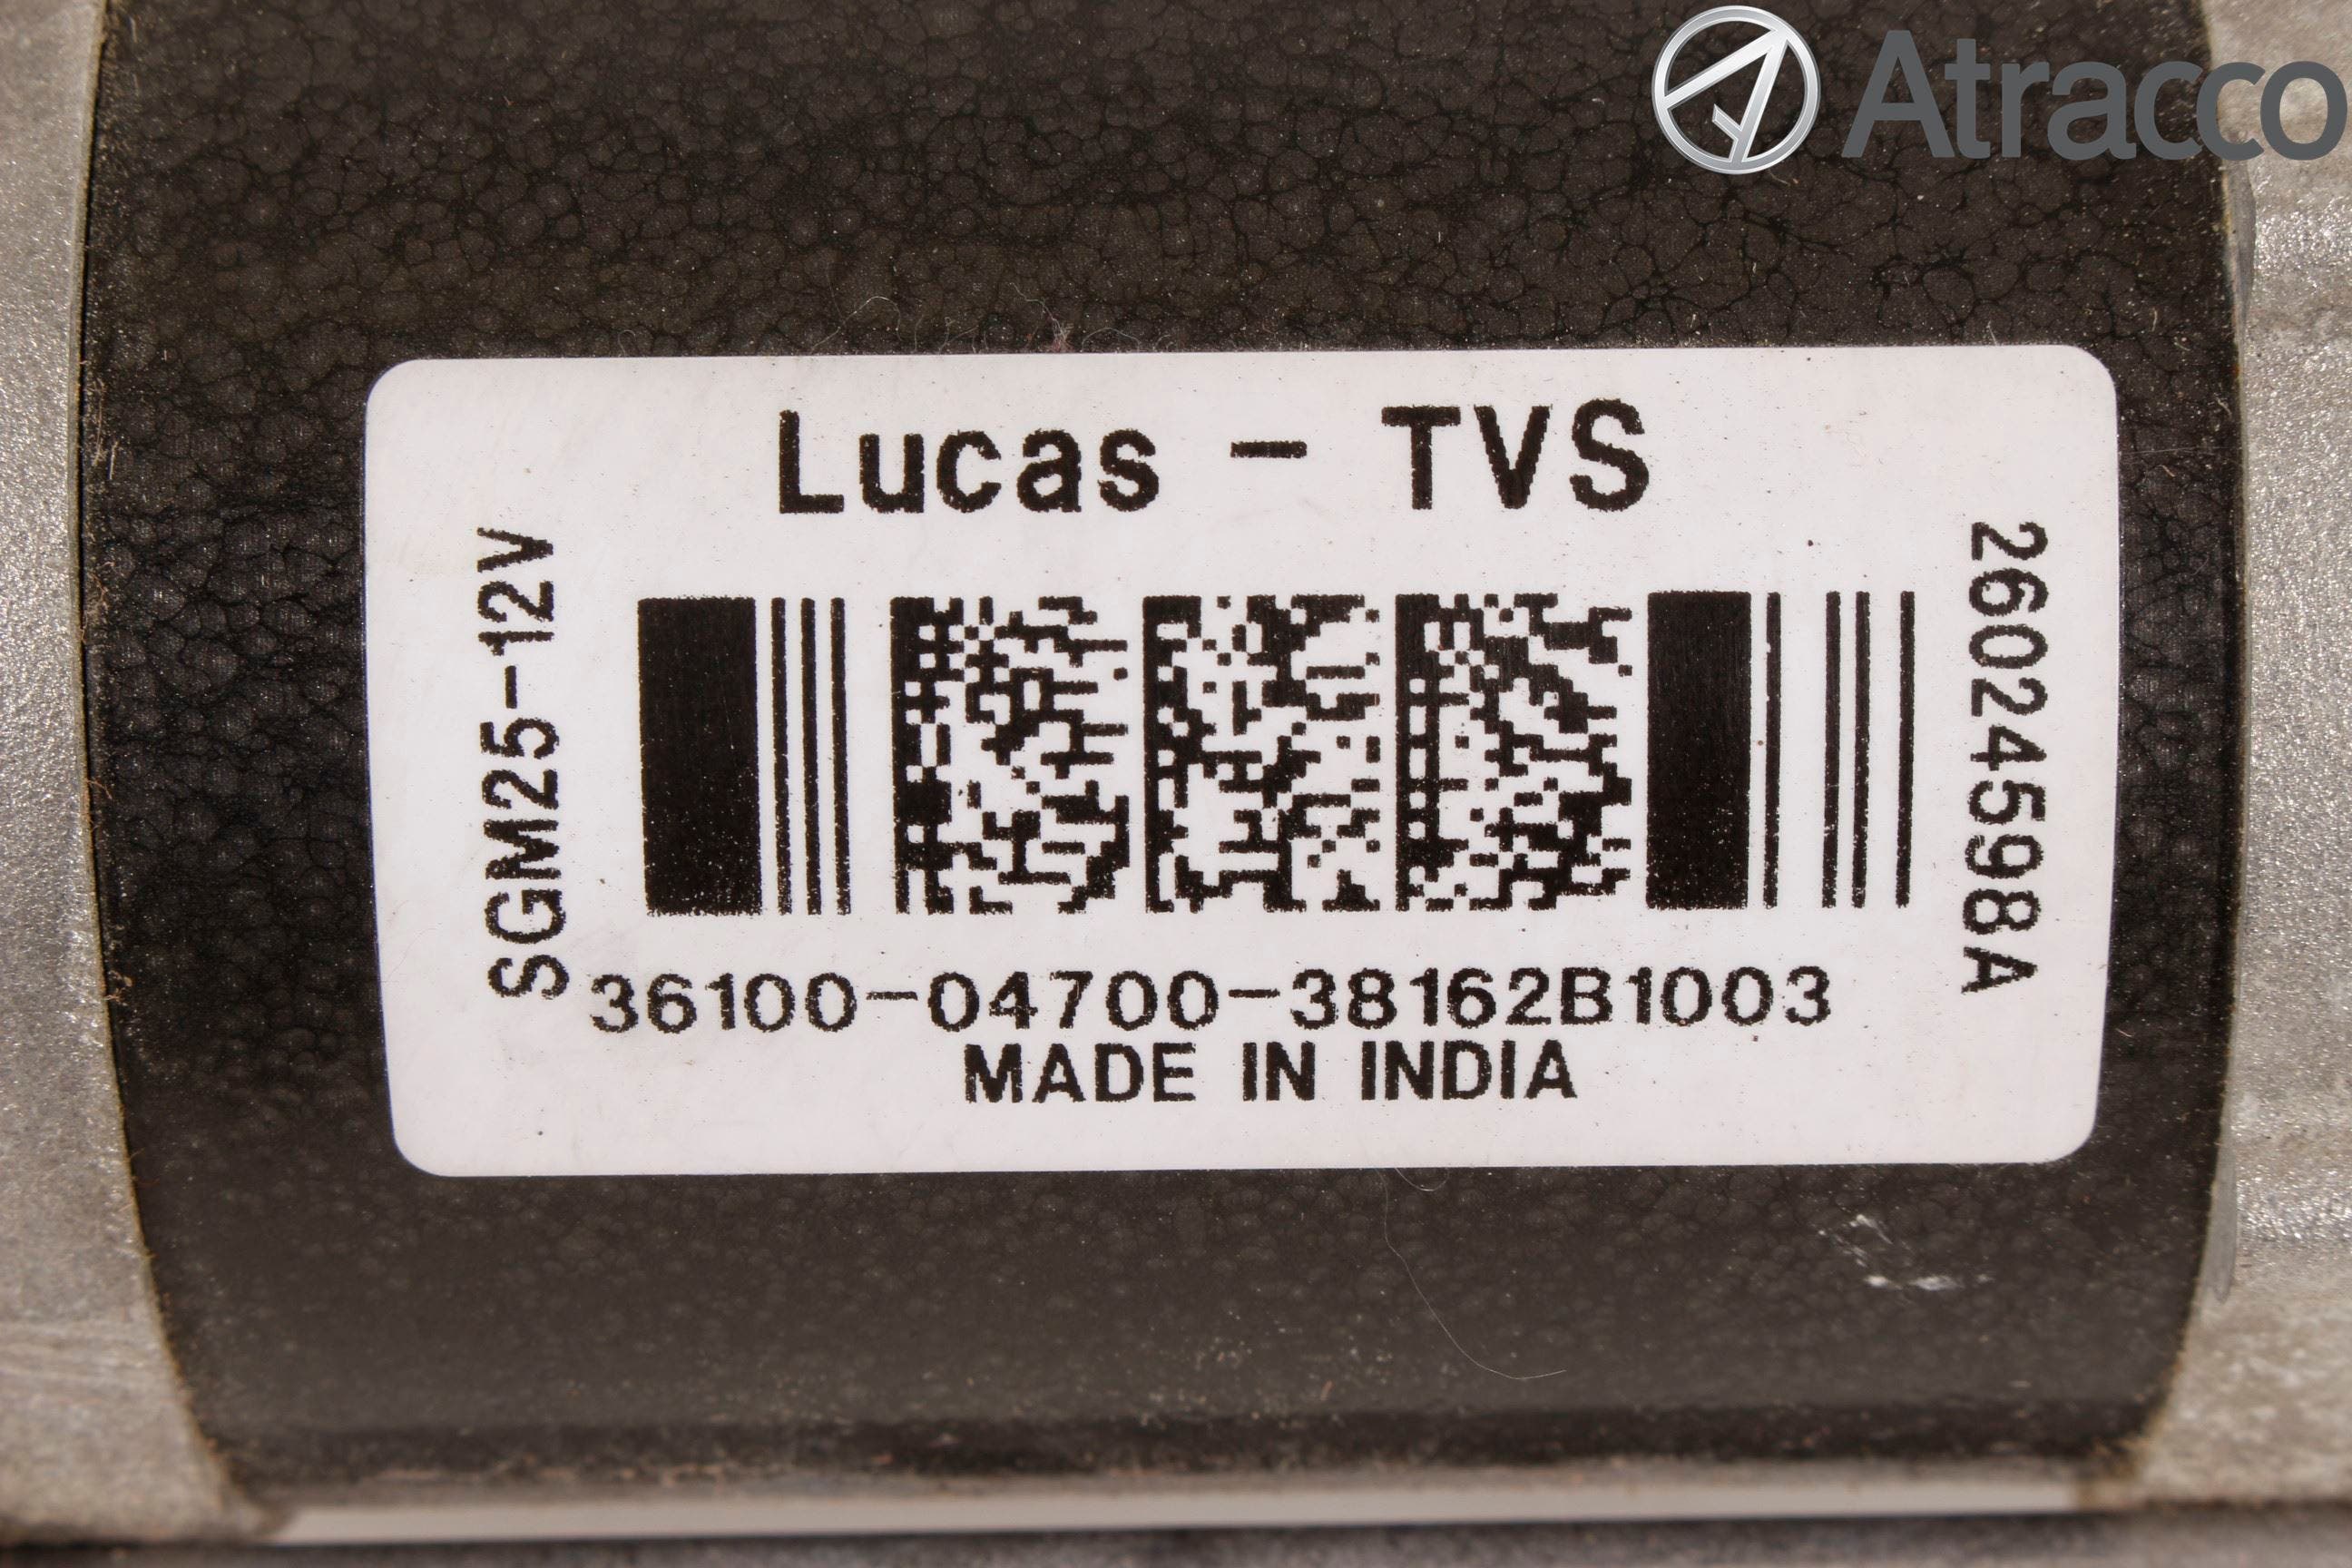 Atracco
Lucas - TVS
SGM25-12V
26024598A
36100-04700-38162B1003
MADE IN INDIA